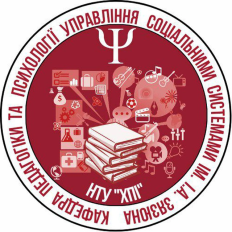 КАФЕДРА ПЕДАГОГІКИ ТА ПСИХОЛОГІЇ УПРАВЛІННЯ СОЦІАЛЬНИМИ СИСТЕМАМИ ІМ. І.А. ЗЯЗЮНА
Ψ
НТУ "ХПІ"